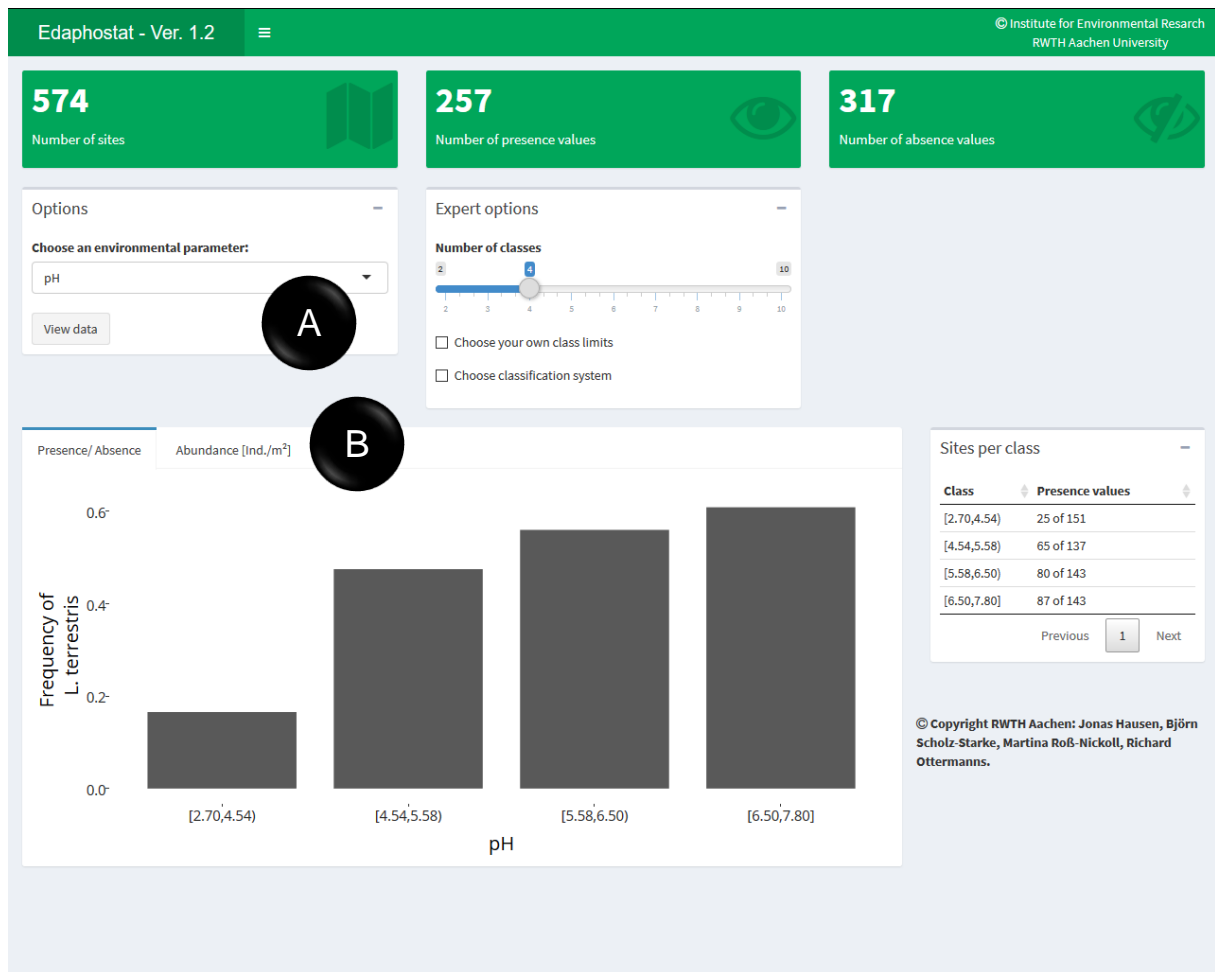 Edaphostat - Ver. 1.2
© Institute for Environmental Resarch
RWTH Aachen University
574
Number of sites
257
Number of presence values
317
Number of absence values
Options
Choose an environmental parameter:
pH
View data
A
Expert options
Number of classes
2 4 10
2 3 4 5 6 7 8 9 10
Choose your own class limits
Choose classification system
Presence/ Absence
Abundance [Ind./m²]
B
Frequency of
L. terrestris
0.6
0.4
0.2
0.0
[2.70,4.54) [4.54,5.58) [5.58,6.50) [6.50,7.80]
pH
Sites per class
Class Presence values
[2.70,4.54) 25 of 151
[4.54,5.58) 65 of 137
[5.58,6.50) 80 of 143
[6.50,7.80] 87 of 143
Previous 1 Next
© Copyright RWTH Aachen: Jonas Hausen, Björn
Scholz-Starke, Martina Roß-Nickoll, Richard
Ottermanns.